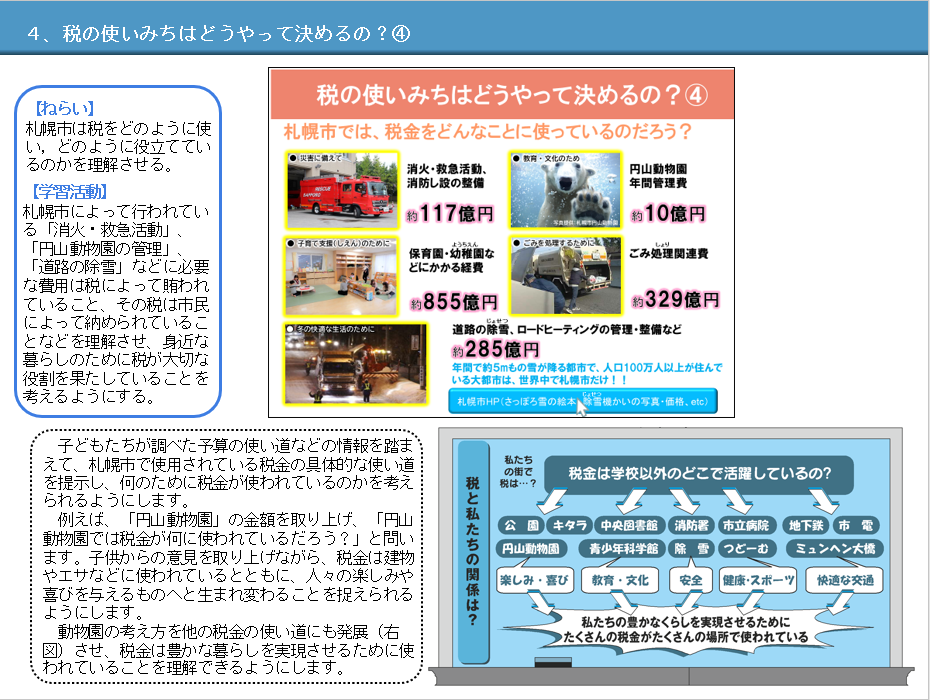 ４、税の使いみちはどうやって決めるの？④
【ねらい】
札幌市は税をどのように使
い，どのように役立ててい
るのかを理解させる。
【学習活動】
札幌市によって行われてい
る「消火・救急活動」、
「円山動物園の管理」、
「道路の除雪」などに必要
な費用は税によって賄われ
ていること、その税は市民
によって納められているこ
となどを理解させ、身近な
暮らしのために税が大切な
役割を果たしていることを
考えるようにする。
税の使いみちはどうやって決めるの？④
札幌市では、税金をどんなことに使っているのだろう？
●災害に備えて
消火・救急活動、
消防し設の整備
約117億円
●教育・文化のため
写真提供 札幌市円山動物園
円山動物園
年間管理費
約10億円
●子育て支援(しえん)のために
保育園・幼稚園な
ようちえん
どにかかる経費
約855億円
●ごみを処理するために
ごみ処理関連費
しょり
約329億円
●冬の快適な生活のために
じょせつ
道路の除雪、ロードヒーティングの管理・整備など
約285億円
年間で約5mもの雪が降る都市で、人口100万人以上が住んで
いる大都市は、世界中で札幌市だけ！！
じょせつ
札幌市HP(さっぽろ雪の絵本 除雪機かいの写真・価格、etc)
子どもたちが調べた予算の使い道などの情報を踏ま
えて、札幌市で使用されている税金の具体的な使い道
を提示し、何のために税金が使われているのかを考え
られるようにします。
例えば、「円山動物園」の金額を取り上げ、「円山
動物園では税金が何に使われているだろう？」と問い
ます。子供からの意見を取り上げながら、税金は建物
やエサなどに使われているとともに、人々の楽しみや
喜びを与えるものへと生まれ変わることを捉えられる
ようにします。
動物園の考え方を他の税金の使い道にも発展（右
図）させ、税金は豊かな暮らしを実現させるために使
われていることを理解できるようにします。
税と私たちの関係は？
私たち
の街で
税は…？
税金は学校以外のどこで活躍しているの?
公 園 キタラ 中央図書館 消防署 市立病院 地下鉄 市 電
円山動物園 青少年科学館 除 雪 つどーむ ミュンヘン大橋
楽しみ・喜び 教育・文化 安全 健康・スポーツ 快適な交通
私たちの豊かなくらしを実現させるために
たくさんの税金がたくさんの場所で使われている